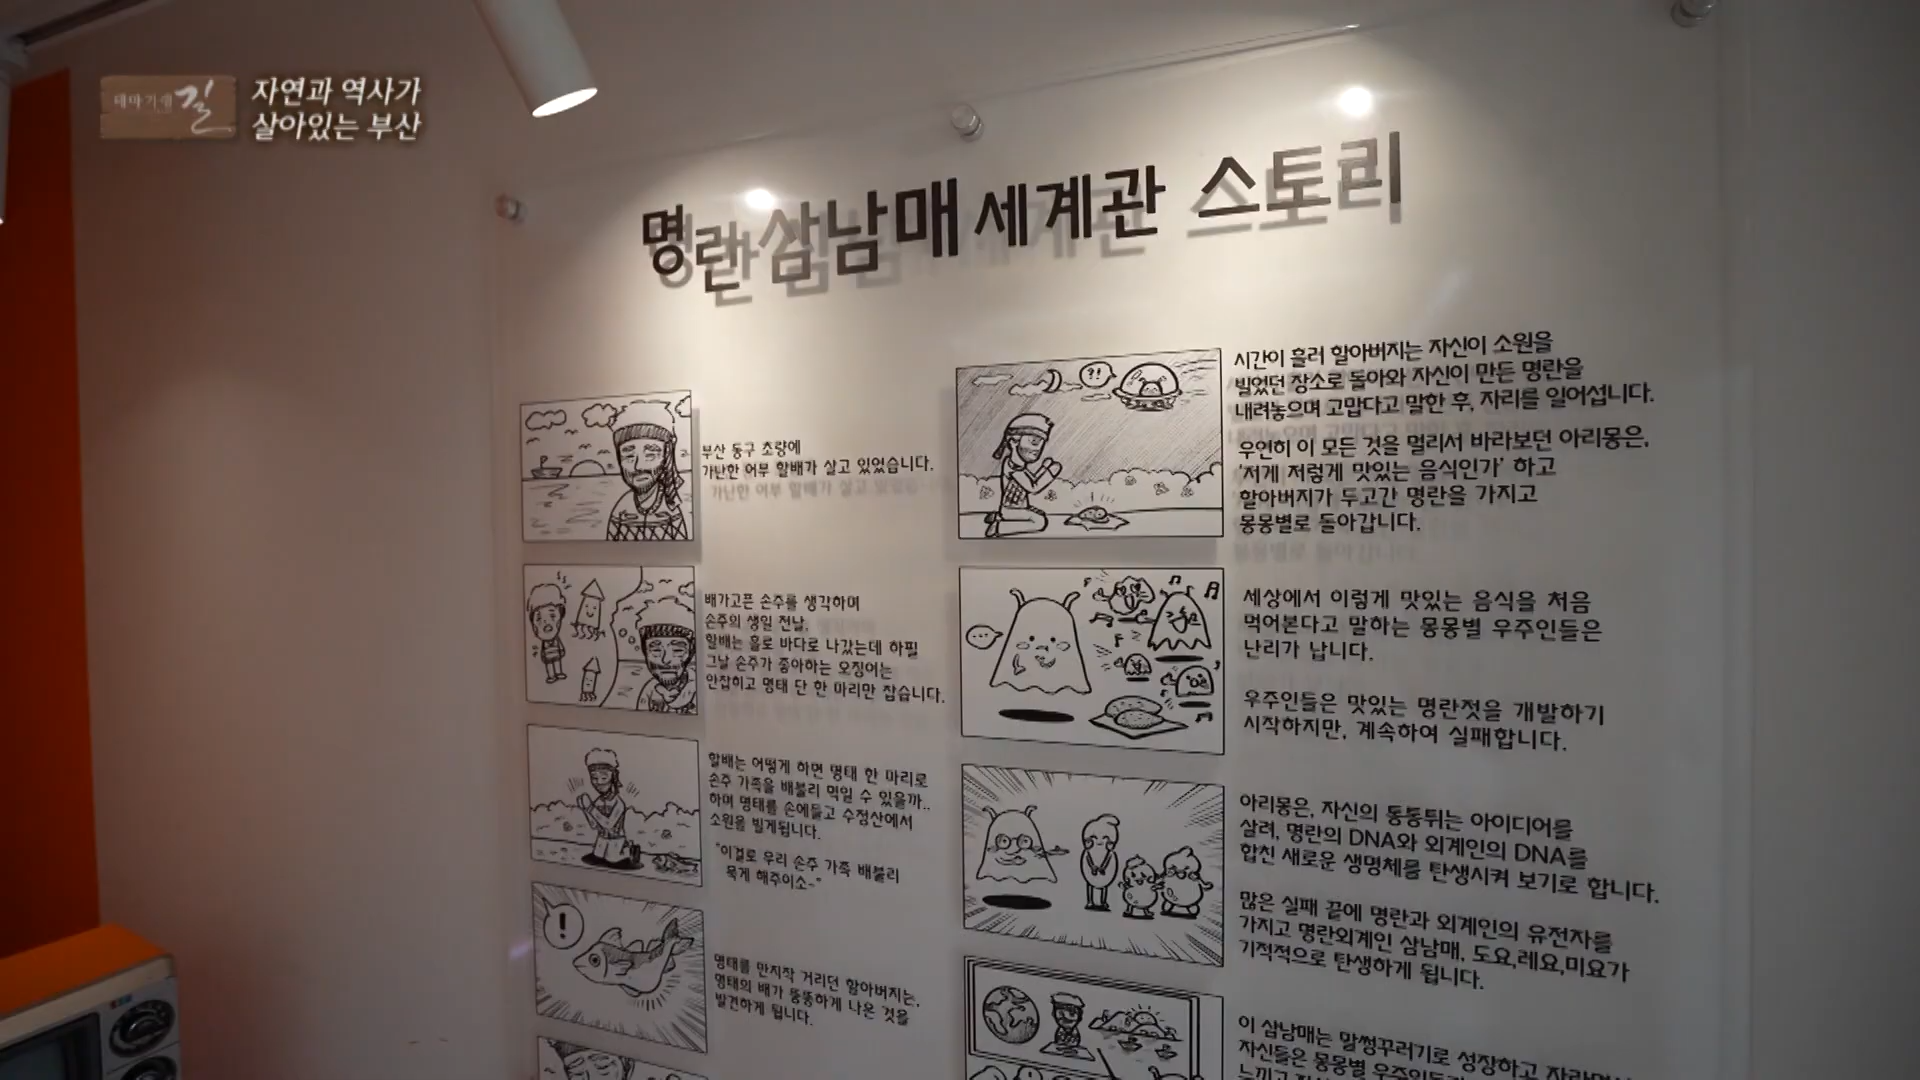 테마기행 길
자연과 역사가
살아있는 부산
명란 삼남매 세계관 스토리
부산 동구 초량에
가난한 어부 할배가 살고 있었습니다.
배가고픈 손주를 생각하며
손주의 생일 전날,
할배는 홀로 바다로 나갔는데 하필
그날 손주가 좋아하는 오징어는
안잡히고 명태 단 한 마리만 잡습니다.
할배는 어떻게 하면 명태 한 마리로
손주 가족을 배불리 먹일 수 있을까..
하며 명태를 손에들고 수정산에서
소원을 빌게됩니다.
"이걸로 우리 손주 가족 배불리
묵게 해주이소~"
!
명태를 만지작 거리던 할아버지는,
명태의 배가 뚱뚱하게 나온 것을
발견하게 됩니다.
?!
시간이 흘러 할아버지는 자신이 소원을
빌었던 장소로 돌아와 자신이 만든 명란을
내려놓으며 고맙다고 말한 후, 자리를 일어섭니다.
우연히 이 모든 것을 멀리서 바라보던 아리몽은,
'저게 저렇게 맛있는 음식인가' 하고
할아버지가 두고간 명란을 가지고
몽몽별로 돌아갑니다.
...
세상에서 이렇게 맛있는 음식을 처음
먹어본다고 말하는 몽몽별 우주인들은
난리가 납니다.
우주인들은 맛있는 명란젓을 개발하기
시작하지만, 계속하여 실패합니다.
아리몽은, 자신의 통통튀는 아이디어를
살려, 명란의 DNA와 외계인의 DNA를
합친 새로운 생명체를 탄생시켜 보기로 합니다.
많은 실패 끝에 명란과 외계인의 유전자를
가지고 명란외계인 삼남매, 도요,레요,미요가
기적적으로 탄생하게 됩니다.
이 삼남매는 말썽꾸러기로 성장하고
자신들은 몽몽별